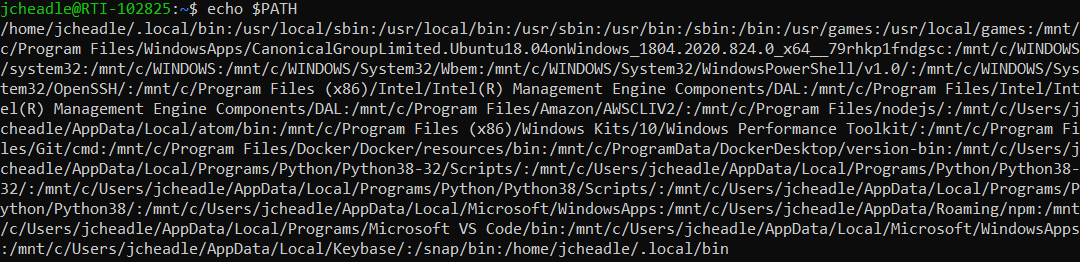 jcheadle@RTI-102825:~$ echo $PATH
/home/jcheadle/.local/bin:/usr/local/sbin:/usr/local/bin:/usr/sbin:/usr/bin:/sbin:/bin:/usr/games:/usr/local/games:/mnt/
c/Program Files/WindowsApps/CanonicalGroupLimited.Ubuntu18.04onWindows_1804.2020.824.0_x64__79rhkp1fndgsc:/mnt/c/WINDOWS
/system32:/mnt/c/WINDOWS:/mnt/c/WINDOWS/System32/Wbem:/mnt/c/WINDOWS/System32/WindowsPowerShell/v1.0/:/mnt/c/WINDOWS/Sys
tem32/OpenSSH/:/mnt/c/Program Files (x86)/Intel/Intel(R) Management Engine Components/DAL:/mnt/c/Program Files/Intel/Int
el(R) Management Engine Components/DAL:/mnt/c/Program Files/Amazon/AWSCLIV2/:/mnt/c/Program Files/nodejs/:/mnt/c/Users/j
cheadle/AppData/Local/atom/bin:/mnt/c/Program Files (x86)/Windows Kits/10/Windows Performance Toolkit/:/mnt/c/Program Fi
les/Git/cmd:/mnt/c/Program Files/Docker/Docker/resources/bin:/mnt/c/ProgramData/DockerDesktop/version-bin:/mnt/c/Users/j
cheadle/AppData/Local/Programs/Python/Python38-32/Scripts/:/mnt/c/Users/jcheadle/AppData/Local/Programs/Python/Python38-
32/:/mnt/c/Users/jcheadle/AppData/Local/Programs/Python/Python38/Scripts/:/mnt/c/Users/jcheadle/AppData/Local/Programs/P
ython/Python38/:/mnt/c/Users/jcheadle/AppData/Local/Microsoft/WindowsApps:/mnt/c/Users/jcheadle/AppData/Roaming/npm:/mnt
/c/Users/jcheadle/AppData/Local/Programs/Microsoft VS Code/bin:/mnt/c/Users/jcheadle/AppData/Local/Microsoft/WindowsApps
:/mnt/c/Users/jcheadle/AppData/Local/Keybase/:/snap/bin:/home/jcheadle/.local/bin